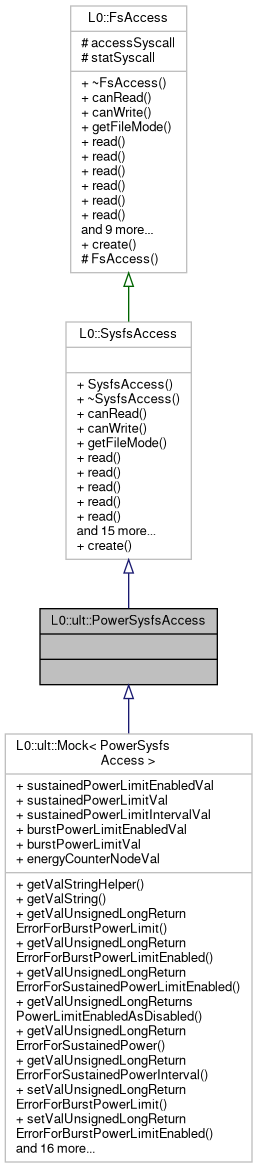 L0::FsAccess
# accessSyscall
# statSyscall
+ ~FsAccess()
+ canRead()
+ canWrite()
+ getFileMode()
+ read()
+ read()
+ read()
+ read()
+ read()
+ read()
and 9 more...
+ create()
# FsAccess()
L0::SysfsAccess
+ SysfsAccess()
+ ~SysfsAccess()
+ canRead()
+ canWrite()
+ getFileMode()
+ read()
+ read()
+ read()
+ read()
+ read()
and 15 more...
+ create()
L0::ult::PowerSysfsAccess
L0::ult::Mock< PowerSysfs
Access >
+ sustainedPowerLimitEnabledVal
+ sustainedPowerLimitVal
+ sustainedPowerLimitIntervalVal
+ burstPowerLimitEnabledVal
+ burstPowerLimitVal
+ energyCounterNodeVal
+ getValStringHelper()
+ getValString()
+ getValUnsignedLongReturn
ErrorForBurstPowerLimit()
+ getValUnsignedLongReturn
ErrorForBurstPowerLimitEnabled()
+ getValUnsignedLongReturn
ErrorForSustainedPowerLimitEnabled()
+ getValUnsignedLongReturns
PowerLimitEnabledAsDisabled()
+ getValUnsignedLongReturn
ErrorForSustainedPower()
+ getValUnsignedLongReturn
ErrorForSustainedPowerInterval()
+ setValUnsignedLongReturn
ErrorForBurstPowerLimit()
+ setValUnsignedLongReturn
ErrorForBurstPowerLimitEnabled()
and 16 more...